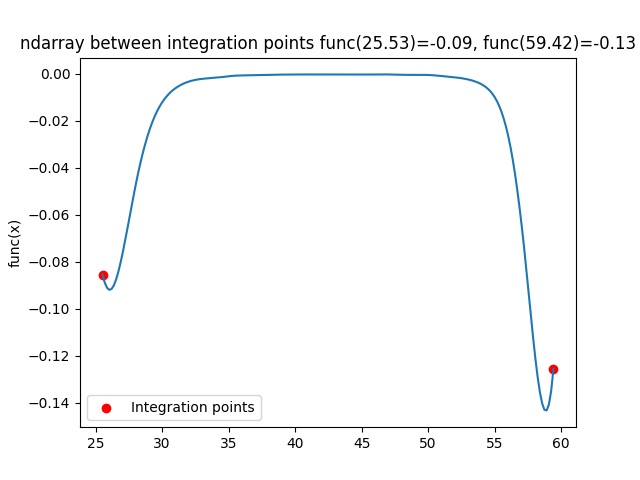 ndarray between integration points func(25.53)=-0.09, func(59.42)=-0.13
0.00
−0.02
−0.04
−0.06
−0.08
−0.10
−0.12
−0.14
func(x)
Integration points
25 30 35 40 45 50 55 60